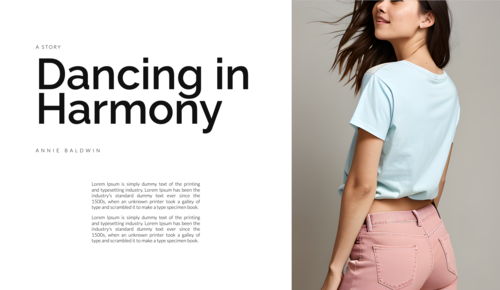 A STORY
Dancing in
Harmony
ANNIE BALDWIN
Lorem Ipsum is simply dummy text of the printing
and typesetting industry. Lorem Ipsum has been the
industry's standard dummy text ever since the
1500s, when an unknown printer took a galley of
type and scrambled it to make a type specimen book.
Lorem Ipsum is simply dummy text of the printing
and typesetting industry. Lorem Ipsum has been the
industry's standard dummy text ever since the
1500s, when an unknown printer took a galley of
type and scrambled it to make a type specimen book.